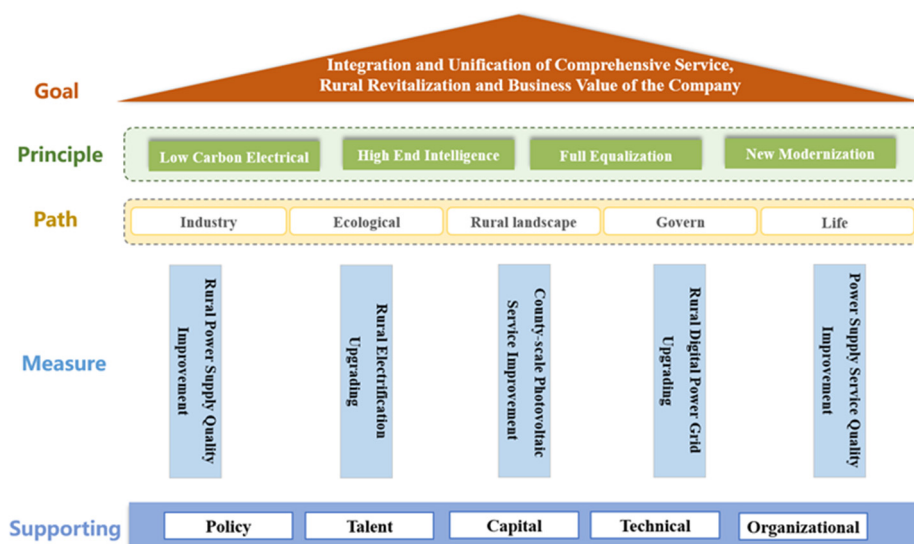 Goal
Integration and Unification of Comprehensive Service,
Rural Revitalization and Business Value of the Company
Principle
Low Carbon Electrical
High End Intelligence
Full Equalization
New Modernization
Path
Industry
Ecological
Rural landscape
Govern
Life
Measure
Rural Power Supply Quality
Improvement
Rural Electrification
Upgrading
County-scale Photovoltaic
Service Improvement
Rural Digital Power Grid
Upgrading
Power Supply Service Quality
Improvement
Supporting
Policy
Talent
Capital
Technical
Organizational